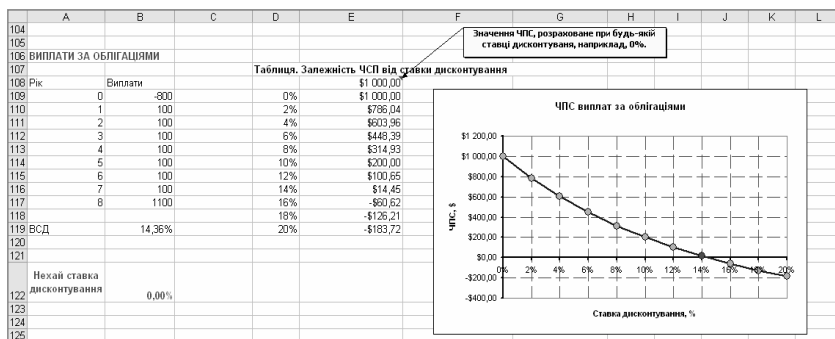 A B C D E F G H I J K L
104
105
106 ВИПЛАТИ ЗА ОБЛІГАЦІЯМИ
Значення ЧПС, розраховане при будь-якій
ставці дисконтуваня, наприклад, 0%.
107 Таблиця. Залежність ЧСП від ставки дисконтування
108 Рік Виплати $1 000,00
109 0 -800 0% $1 000,00
110 1 100 2% $786,04
111 2 100 4% $603,96
112 3 100 6% $448,39
113 4 100 8% $314,93
114 5 100 10% $200,00
115 6 100 12% $100,65
116 7 100 14% $14,45
117 8 1100 16% -$60,62
118 18% -$126,21
119 ВСД 14,36% 20% -$183,72
120
121
Нехай ставка
дисконтування
122 0,00%
123
124
125
ЧПС виплат за облігаціями
ЧПС, $
$1 200,00
$1 000,00
$800,00
$600,00
$400,00
$200,00
$0,00
-$200,00
-$400,00
0% 2% 4% 6% 8% 10% 12% 14% 16% 18% 20%
Ставка дисконтування, %